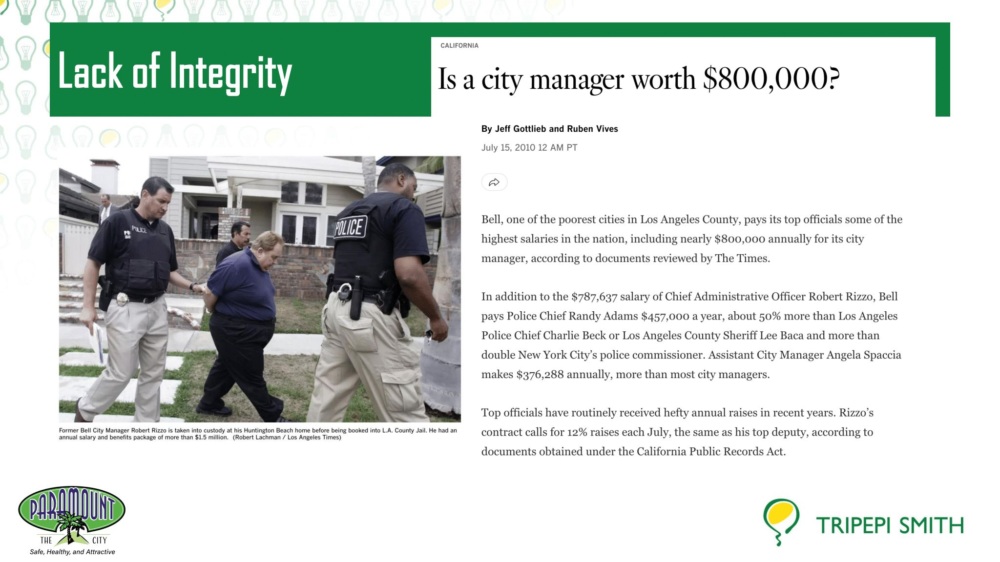 Lack of Integrity
CALIFORNIA
Is a city manager worth $800,000?
By Jeff Gottlieb and Ruben Vives
July 15, 2010 12 AM PT
Bell, one of the poorest cities in Los Angeles County, pays its top officials some of the
highest salaries in the nation, including nearly $800,000 annually for its city
manager, according to documents reviewed by The Times.
In addition to the $787,637 salary of Chief Administrative Officer Robert Rizzo, Bell
pays Police Chief Randy Adams $457,000 a year, about 50% more than Los Angeles
Police Chief Charlie Beck or Los Angeles County Sheriff Lee Baca and more than
double New York City’s police commissioner. Assistant City Manager Angela Spaccia
makes $376,288 annually, more than most city managers.
Top officials have routinely received hefty annual raises in recent years. Rizzo’s
contract calls for 12% raises each July, the same as his top deputy, according to
documents obtained under the California Public Records Act.
POLICE
PO
POLICE
Former Bell City Manager Robert Rizzo is taken into custody at his Huntington Beach home before being booked into L.A. County Jail. He had an
annual salary and benefits package of more than $1.5 million. (Robert Lachman / Los Angeles Times)
PARAMOUNT
THE CITY
Safe, Healthy, and Attractive
TRIPEPI SMITH